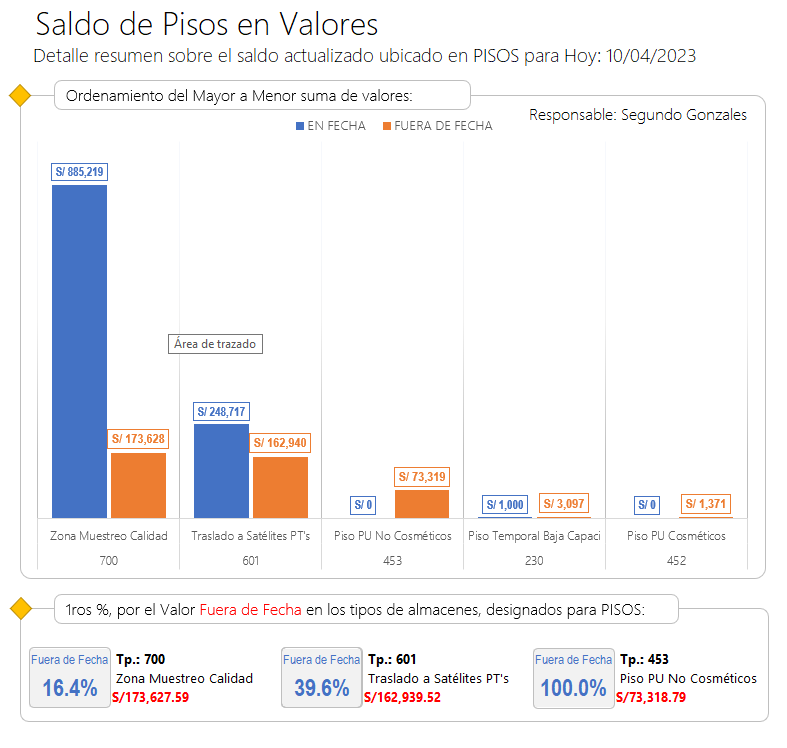 Saldo de Pisos en Valores
Detalle resumen sobre el saldo actualizado ubicado en PISOS para Hoy: 10/04/2023
Ordenamiento del Mayor a Menor suma de valores:
Responsable: Segundo Gonzales
EN FECHA FUERA DE FECHA
S/ 885,219
Área de trazado
S/ 248,717
S/ 173,628
S/ 162,940
S/ 73,319
S/ 0
S/ 1,000
S/ 3,097
S/ 0
S/ 1,371
Zona Muestreo Calidad Traslado a Satélites PT's Piso PU No Cosméticos Piso Temporal Baja Capaci Piso PU Cosméticos
700 601 453 230 452
1ros %, por el Valor Fuera de Fecha en los tipos de almacenes, designados para PISOS:
Fuera de Fecha
16.4%
Tp.: 700
Zona Muestreo Calidad
S/173,627.59
Fuera de Fecha
39.6%
Tp.: 601
Traslado a Satélites PT's
S/162,939.52
Fuera de Fecha
100.0%
Tp.: 453
Piso PU No Cosméticos
S/73,318.79